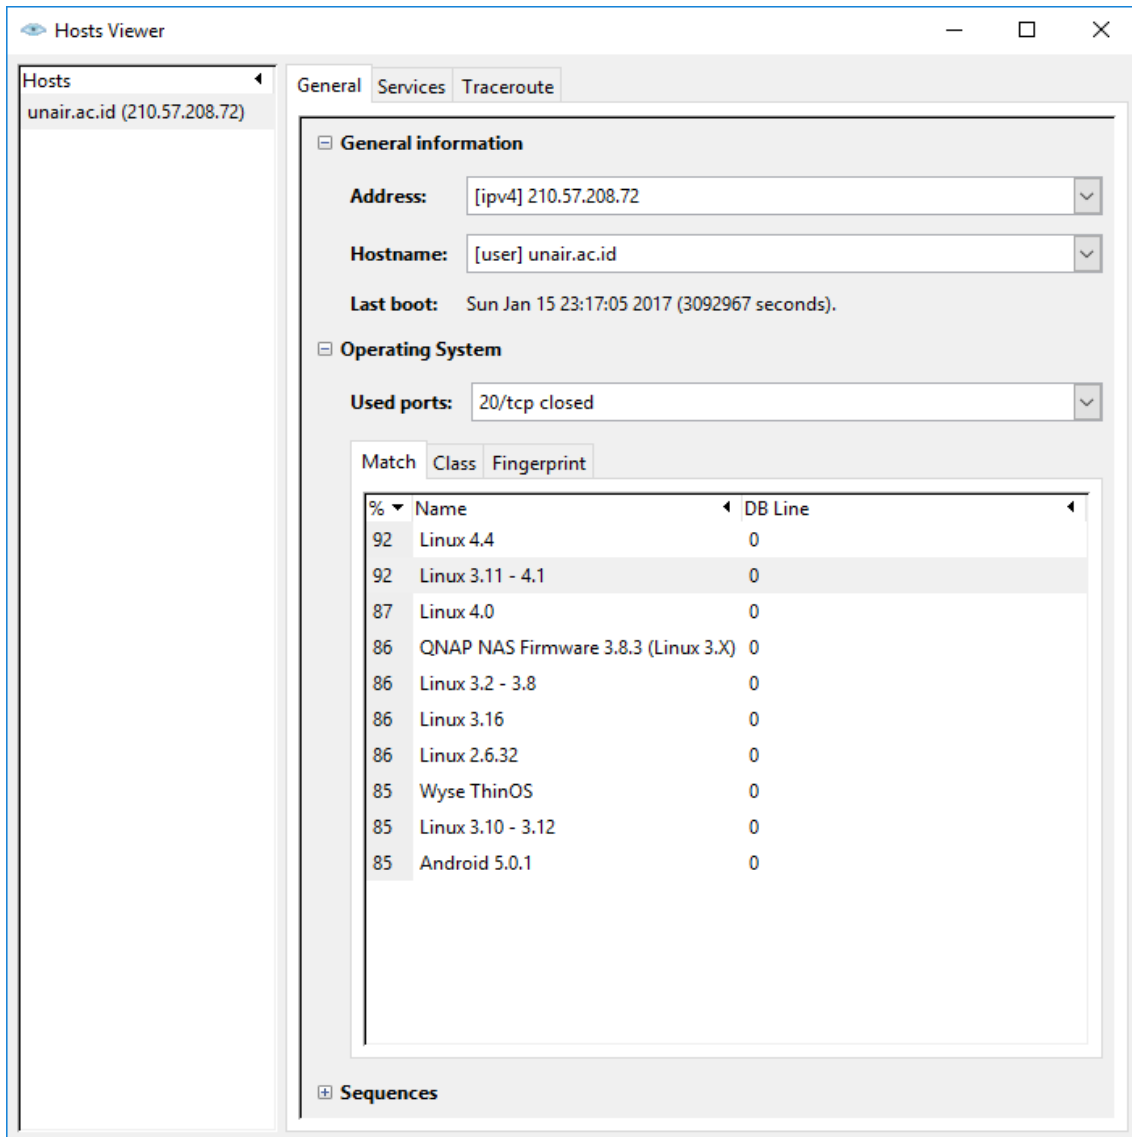 Hosts Viewer
Hosts
unair.ac.id (210.57.208.72)
General Services Traceroute
General information
Address: [ipv4] 210.57.208.72
Hostname: [user] unair.ac.id
Last boot: Sun Jan 15 23:17:05 2017 (3092967 seconds).
Operating System
Used ports: 20/tcp closed
Match Class Fingerprint
% Name DB Line
92 Linux 4.4 0
92 Linux 3.11 - 4.1 0
87 Linux 4.0 0
86 QNAP NAS Firmware 3.8.3 (Linux 3.X) 0
86 Linux 3.2 - 3.8 0
86 Linux 3.16 0
86 Linux 2.6.32 0
85 Wyse ThinOS 0
85 Linux 3.10 - 3.12 0
85 Android 5.0.1 0
Sequences